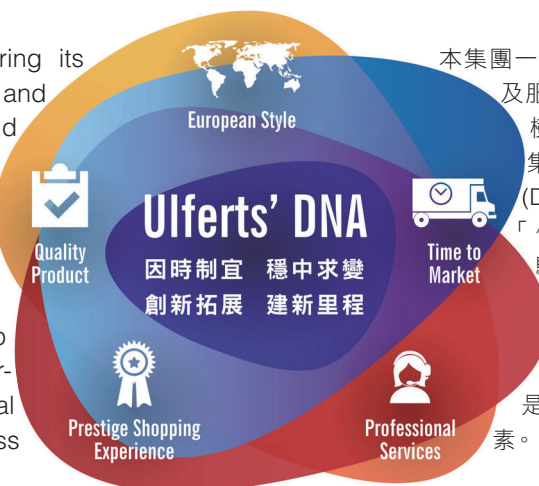 ring its
and
d
European Style
Quality
Product
Ulferts' DNA
因時制宜 穩中求變
創新拓展 建新里程
Time to
Market
Prestige Shopping
Experience
Professional
Services
r-
al
ss
本集團一
及服
集
(D
「
是
素。